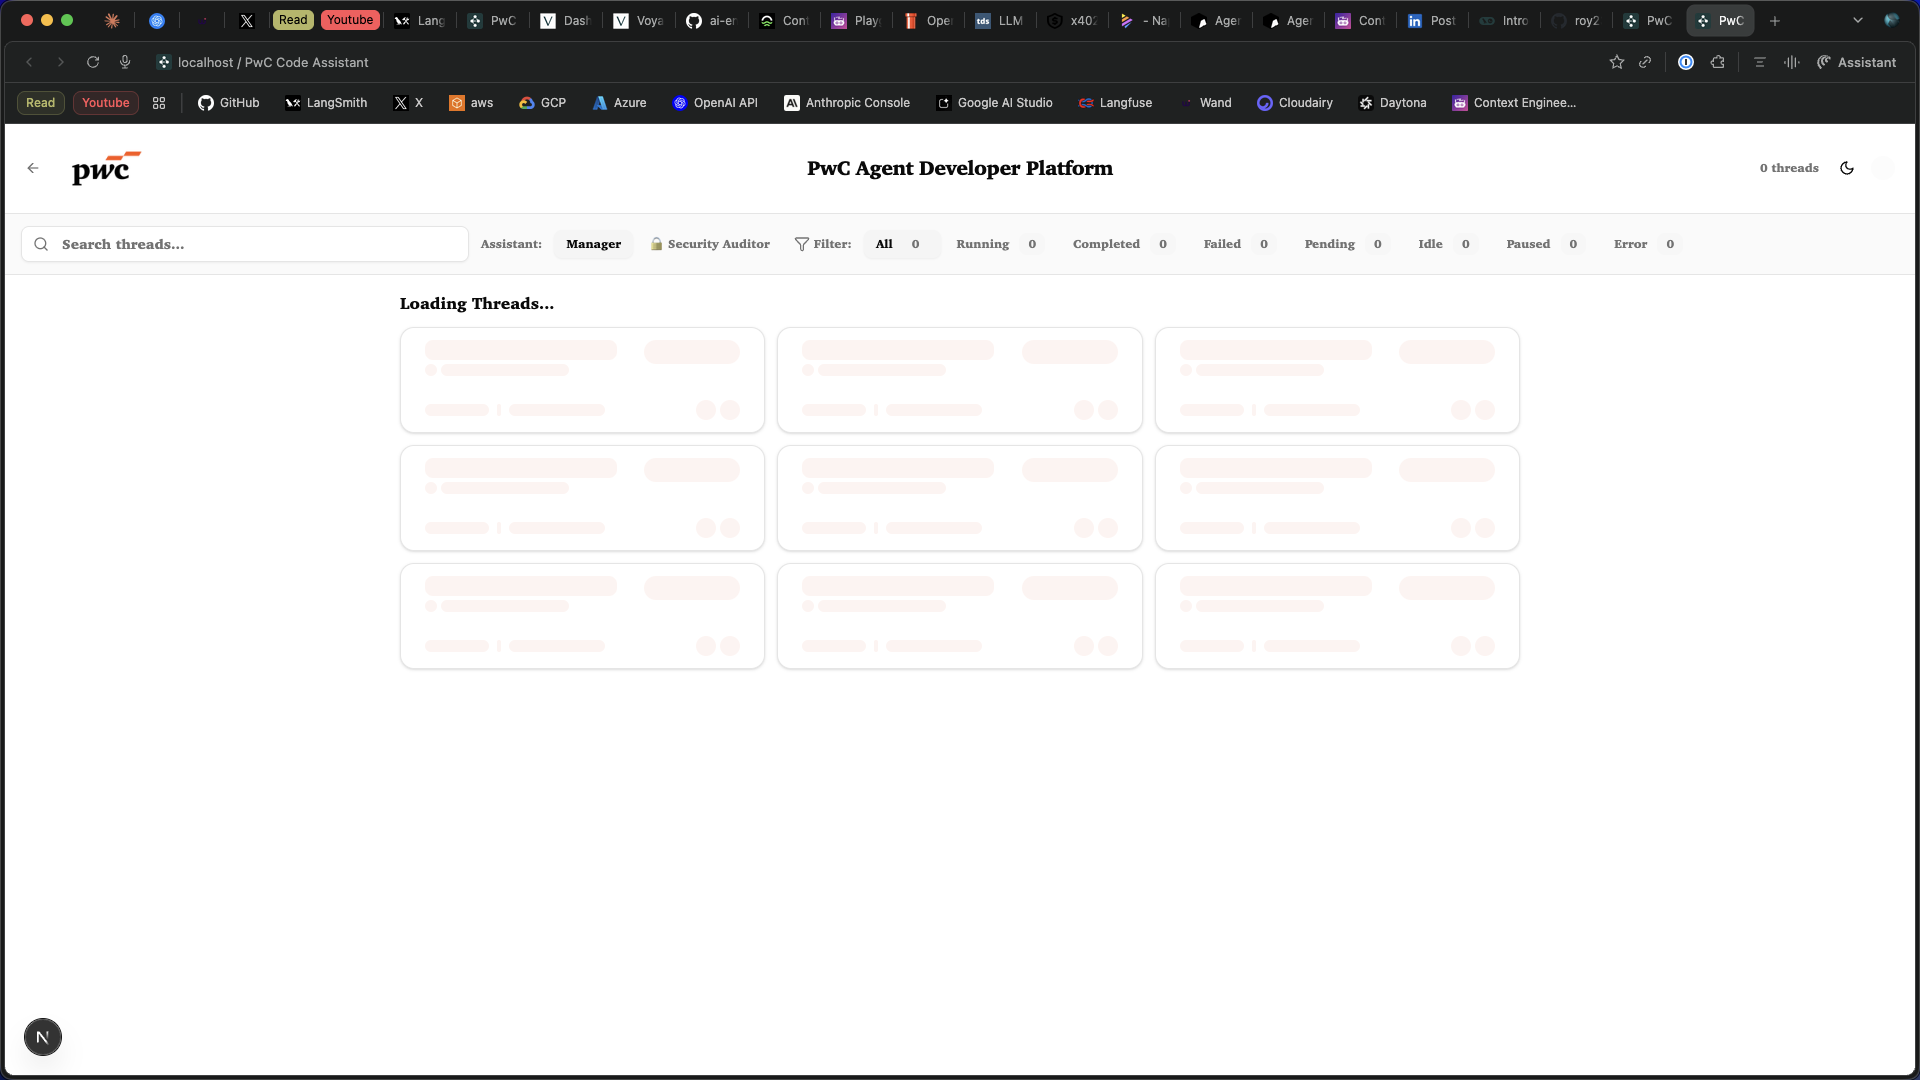 Read Youtube Lang PwC Dash Voya ai-er Cont Play Oper LLM x402 - Na Ager Ager Cont Post Intro roy2 PwC PwC
localhost / PwC Code Assistant Assistant
Read Youtube GitHub LangSmith X aws GCP Azure OpenAI API Anthropic Console Google AI Studio Langfuse Wand Cloudairy Daytona Context Enginee...
pwc PwC Agent Developer Platform 0 threads
Search threads... Assistant: Manager Security Auditor Filter: All 0 Running 0 Completed 0 Failed 0 Pending 0 Idle 0 Paused 0 Error 0
Loading Threads...
N